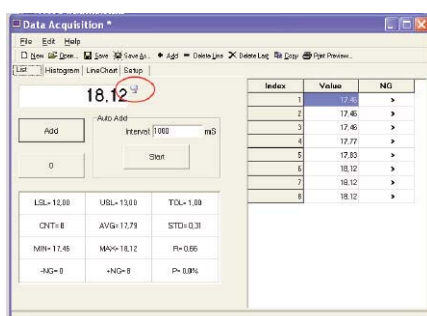 Data Acquisition *
File Edit Help
New Open... Save Save As.. Add Delete Line Delete Log Copy Print Preview...
List Histogram LineChart Setup
18,12
Add
0
Auto Add
Interval 1000 mS
Start
LSL= 12,00 USL= 13,00 TOL= 1,00
CNT= 8 AVG= 17,79 STD= 0,31
MIN= 17,46 MAX= 18,12 R= 0,66
-NG= 0 +NG= 8 P= 0,0%
Index Value NG
1 17,46 >
2 17,46 >
3 17,46 >
4 17,77 >
5 17,83 >
6 18,12 >
7 18,12 >
8 18,12 >